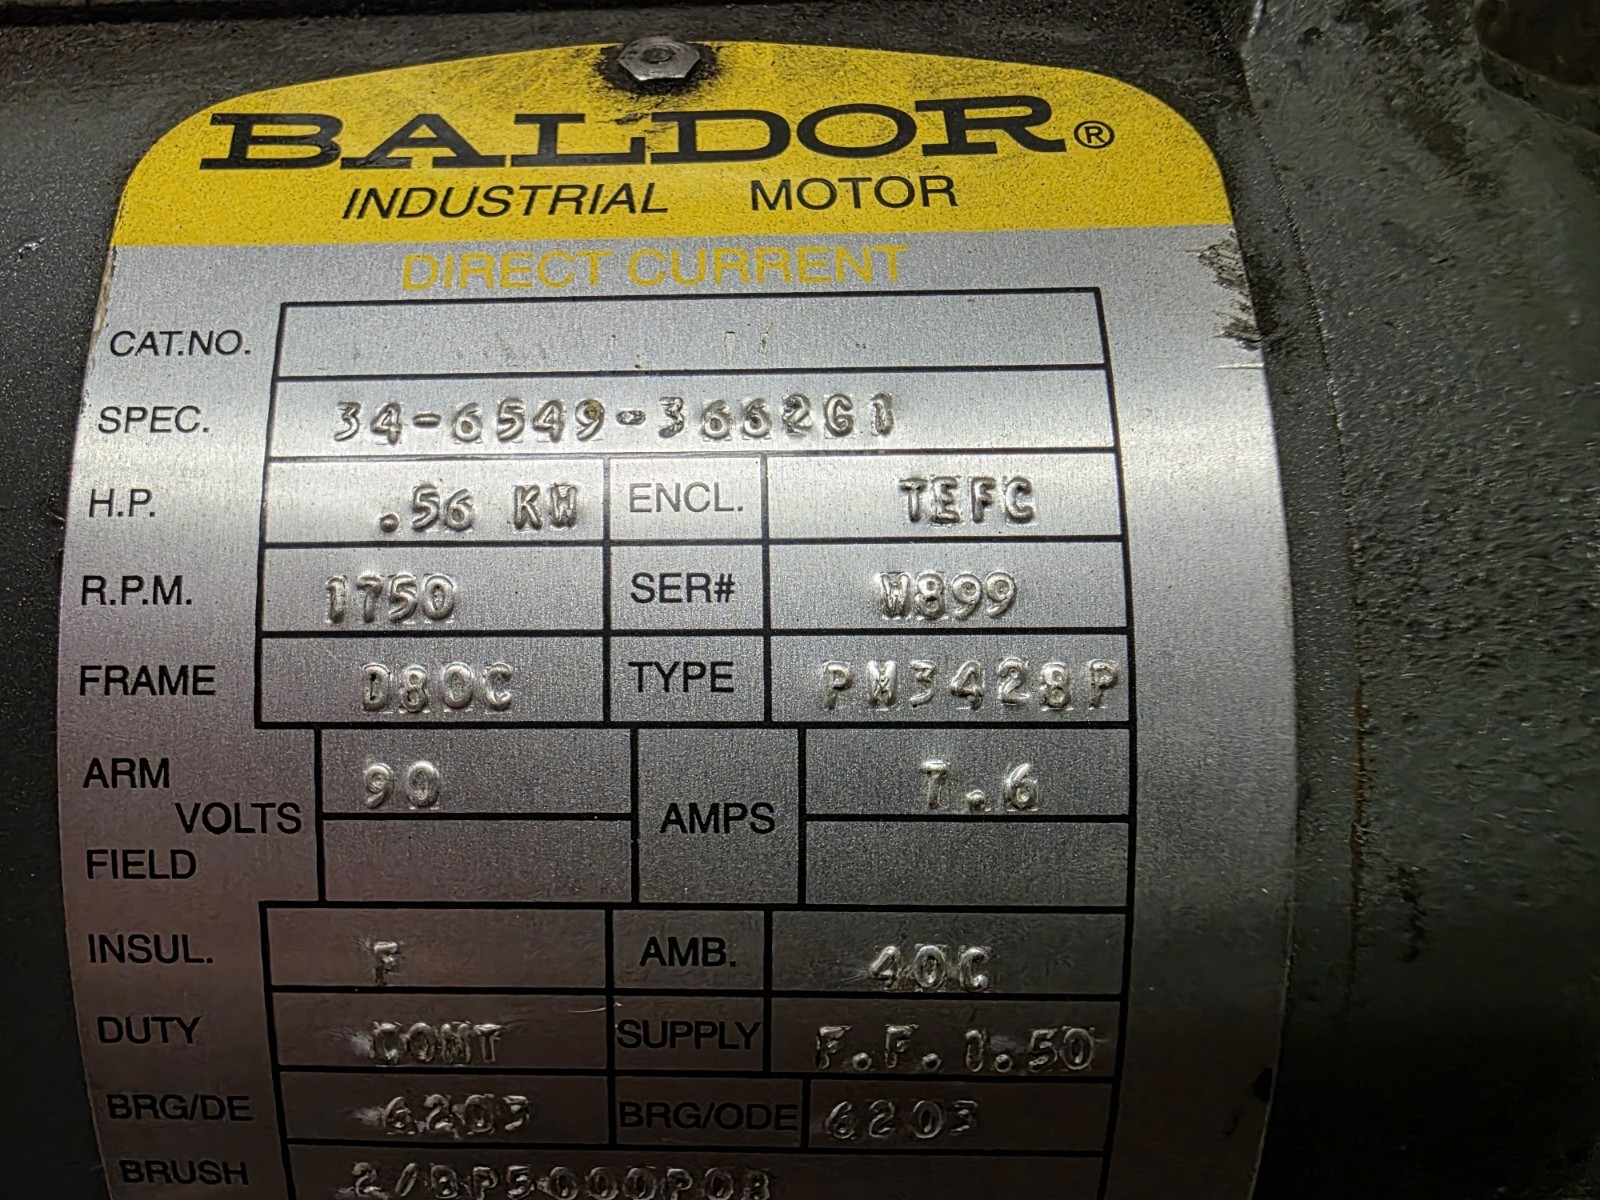 BALDOR®
INDUSTRIAL MOTOR
DIRECT CURRENT
CAT.NO.
SPEC. 34-6549-3662G1
H.P. .56 KW ENCL. TEFC
R.P.M. 1750 SER# W899
FRAME D80C TYPE PM3428P
ARM 90 7.6
VOLTS AMPS
FIELD
INSUL. F AMB. 40C
DUTY CONT SUPPLY F.F.1.50
BRG/DE 6203 BRG/ODE 6203
BRUSH